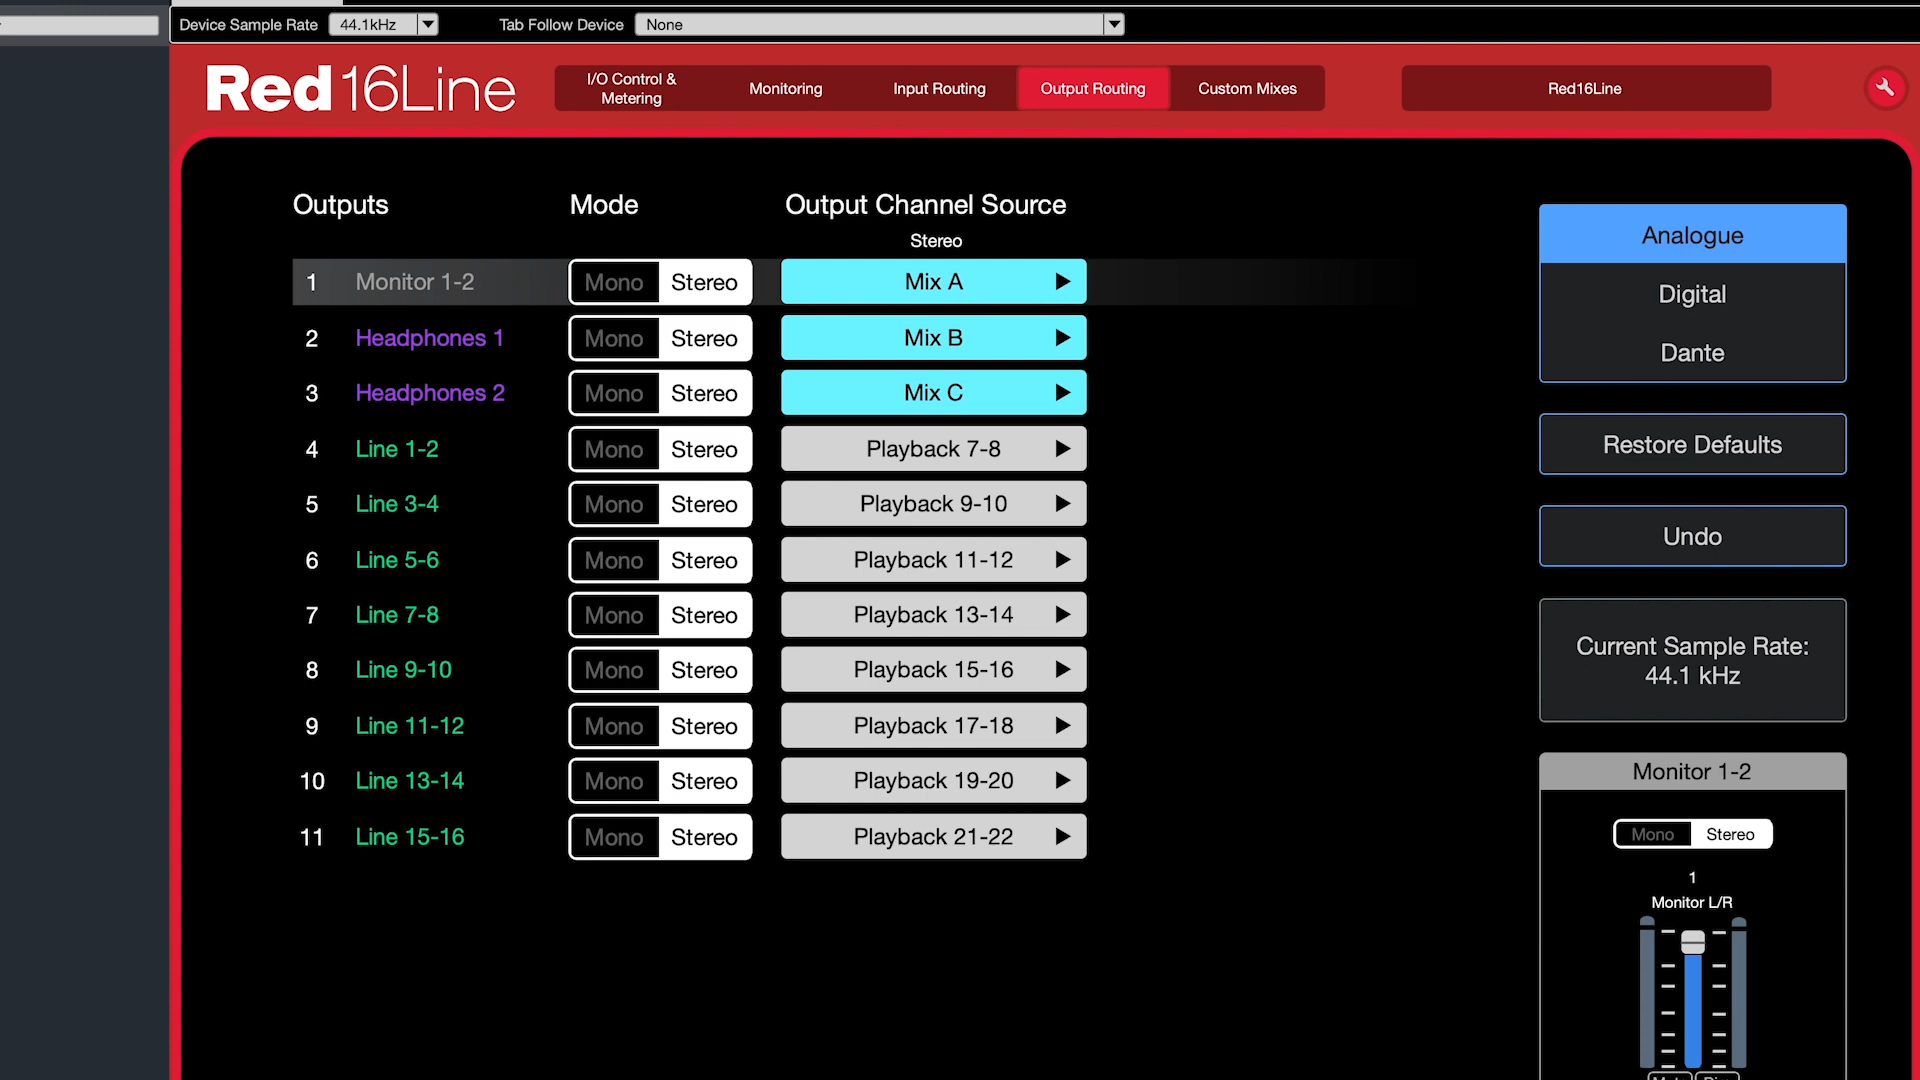 Device Sample Rate 44.1kHz Tab Follow Device None
Red 16Line
I/O Control &
Metering
Monitoring
Input Routing
Output Routing
Custom Mixes
Red16Line
Outputs Mode Output Channel Source
Stereo
1 Monitor 1-2 Mono Stereo Mix A
2 Headphones 1 Mono Stereo Mix B
3 Headphones 2 Mono Stereo Mix C
4 Line 1-2 Mono Stereo Playback 7-8
5 Line 3-4 Mono Stereo Playback 9-10
6 Line 5-6 Mono Stereo Playback 11-12
7 Line 7-8 Mono Stereo Playback 13-14
8 Line 9-10 Mono Stereo Playback 15-16
9 Line 11-12 Mono Stereo Playback 17-18
10 Line 13-14 Mono Stereo Playback 19-20
11 Line 15-16 Mono Stereo Playback 21-22
Analogue
Digital
Dante
Restore Defaults
Undo
Current Sample Rate:
44.1 kHz
Monitor 1-2
Mono Stereo
1
Monitor L/R